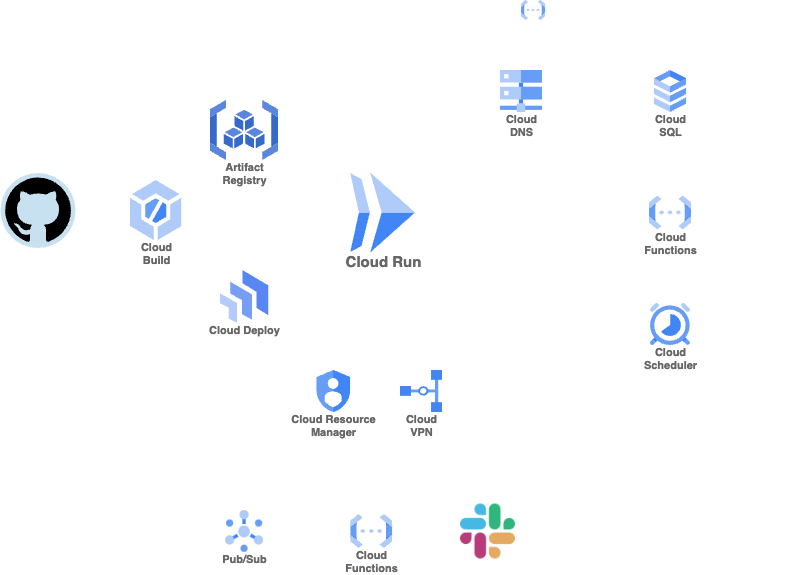 Cloud
DNS
Cloud
SQL
Artifact
Registry
Cloud
Build
Cloud Run
Cloud
Functions
Cloud Deploy
Cloud
Scheduler
Cloud Resource
Manager
Cloud
VPN
Pub/Sub
Cloud
Functions